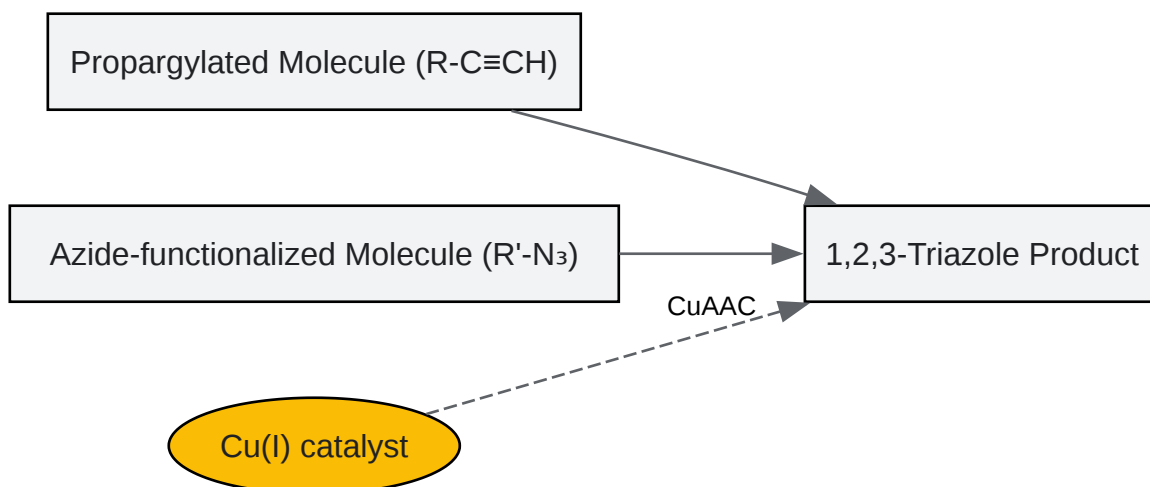 Propargylated Molecule (R-C≡CH)
Azide-functionalized Molecule (R'-N₃)
1,2,3-Triazole Product
CuAAC
Cu(I) catalyst